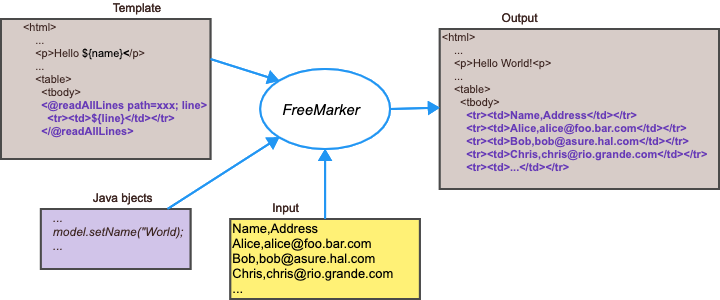 Template
<html>
...
<p>Hello ${name}</p>
...
<table>
<tbody>
<@readAllLines path=xxx; line>
<tr><td>${line}</td></tr>
</@readAllLines>
FreeMarker
Output
<html>
...
<p>Hello World!<p>
...
<table>
<tbody>
<tr><td>Name,Address</td></tr>
<tr><td>Alice,alice@foo.bar.com</td></tr>
<tr><td>Bob,bob@asure.hal.com</td></tr>
<tr><td>Chris,chris@rio.grande.com</td></tr>
<tr><td>...</td></tr>
Java bjects
...
model.setName("World);
...
Input
Name,Address
Alice,alice@foo.bar.com
Bob,bob@asure.hal.com
Chris,chris@rio.grande.com
...